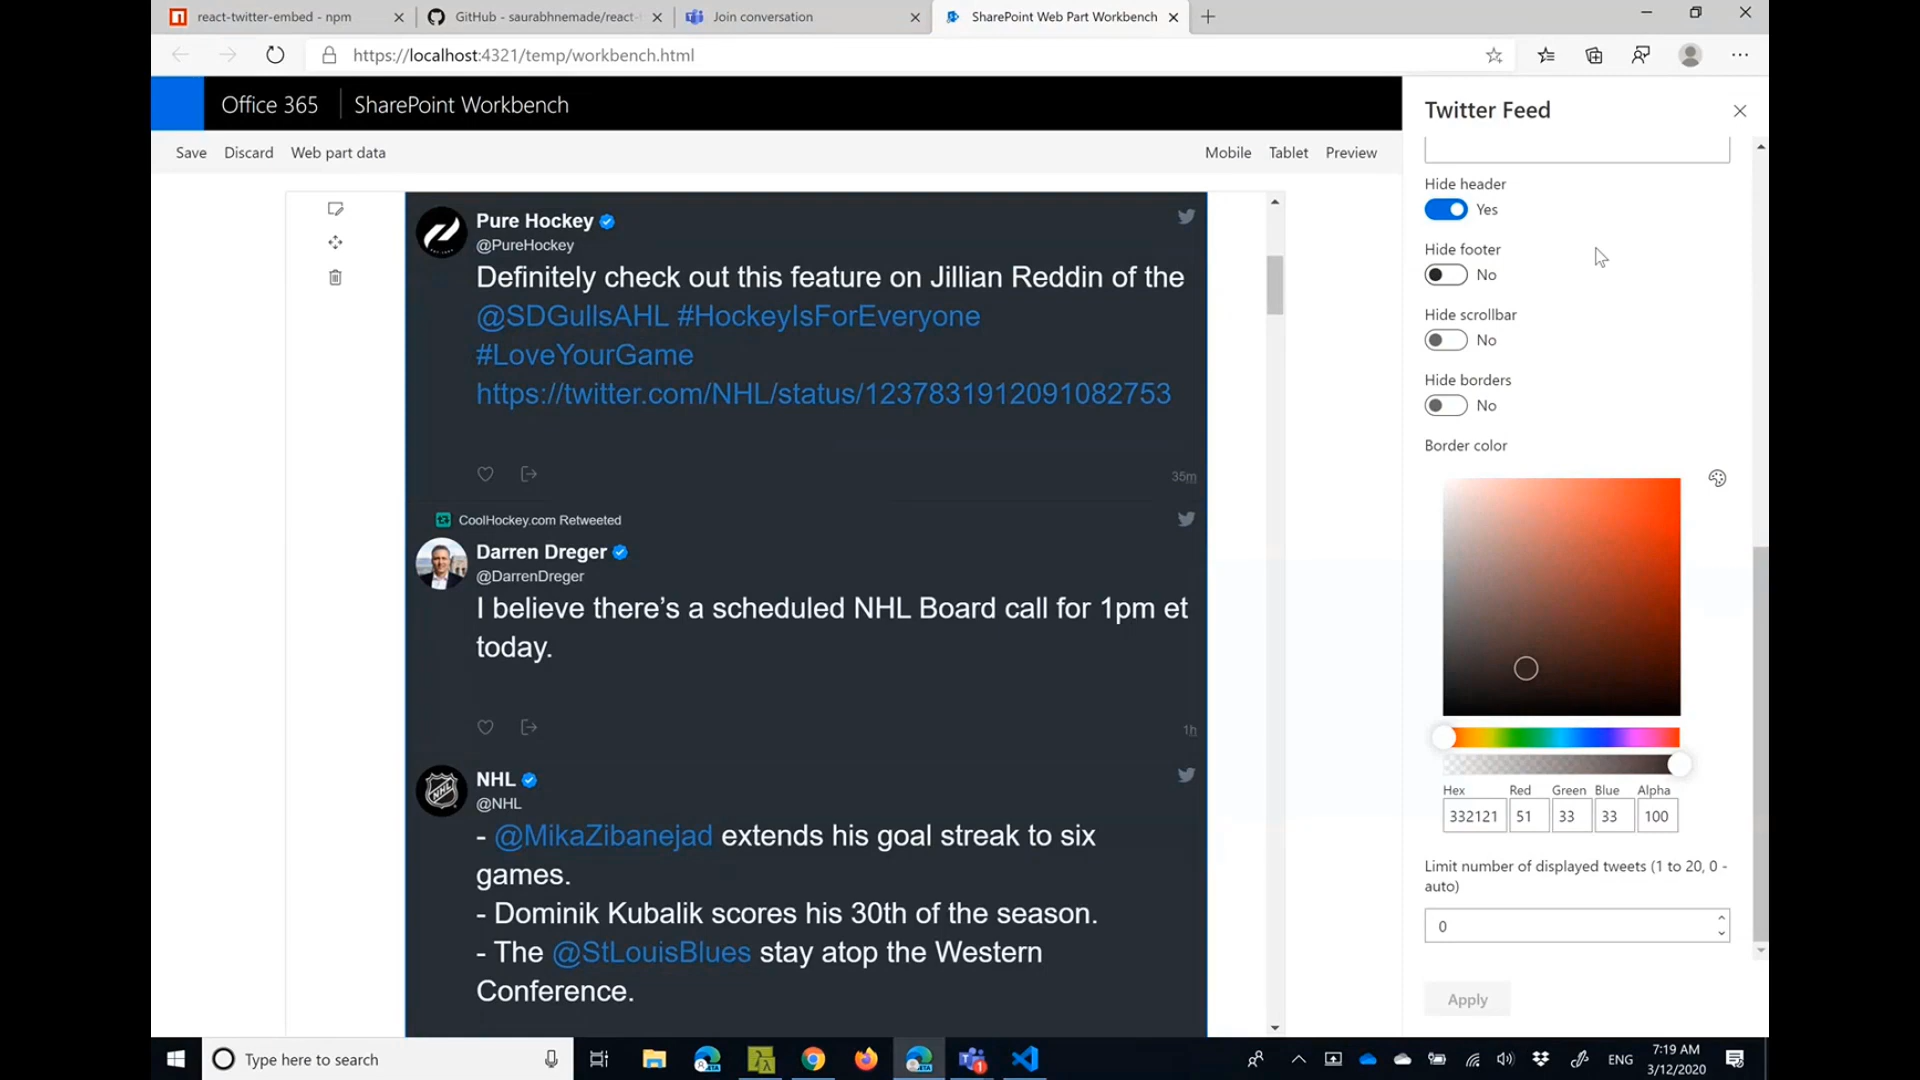 react-twitter-embed - npm
GitHub - saurabhnemade/react-
Join conversation
SharePoint Web Part Workbench
https://localhost:4321/temp/workbench.html
Office 365
SharePoint Workbench
Twitter Feed
Save
Discard
Web part data
Mobile
Tablet
Preview
Pure Hockey
@PureHockey
Definitely check out this feature on Jillian Reddin of the
@SDGullsAHL #HockeyIsForEveryone
#LoveYourGame
https://twitter.com/NHL/status/1237831912091082753
35m
CoolHockey.com Retweeted
Darren Dreger
@DarrenDreger
I believe there's a scheduled NHL Board call for 1pm et
today.
1h
NHL
@NHL
- @MikaZibanejad extends his goal streak to six
games.
- Dominik Kubalik scores his 30th of the season.
- The @StLouisBlues stay atop the Western
Conference.
Hide header
Yes
Hide footer
No
Hide scrollbar
No
Hide borders
No
Border color
Hex Red Green Blue Alpha
332121 51 33 33 100
Limit number of displayed tweets (1 to 20, 0 -
auto)
0
Apply
Type here to search
ENG
7:19 AM
3/12/2020